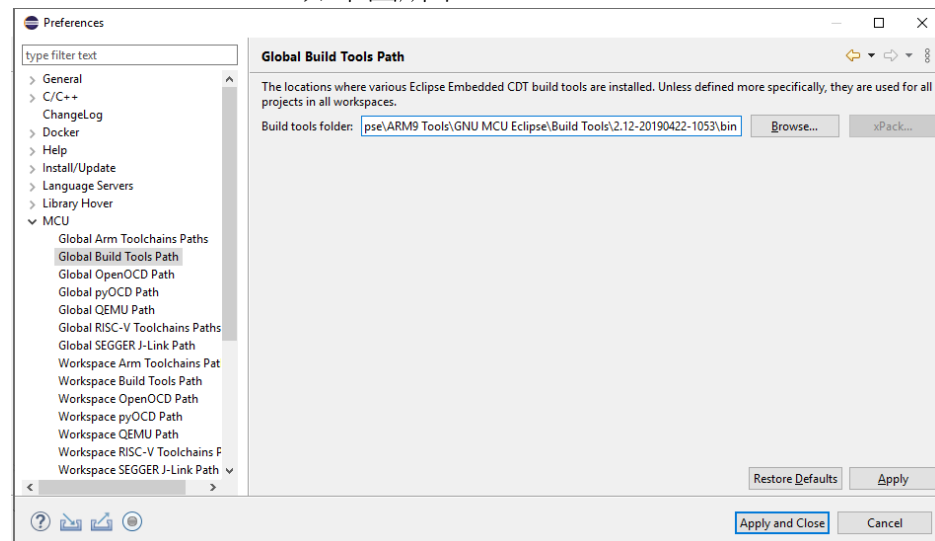 Preferences
type filter text
General
C/C++
ChangeLog
Docker
Help
Install/Update
Language Servers
Library Hover
MCU
Global Arm Toolchains Paths
Global Build Tools Path
Global OpenOCD Path
Global pyOCD Path
Global QEMU Path
Global RISC-V Toolchains Paths
Global SEGGER J-Link Path
Workspace Arm Toolchains Pat
Workspace Build Tools Path
Workspace OpenOCD Path
Workspace pyOCD Path
Workspace QEMU Path
Workspace RISC-V Toolchains P
Workspace SEGGER J-Link Path
Global Build Tools Path
The locations where various Eclipse Embedded CDT build tools are installed. Unless defined more specifically, they are used for all
projects in all workspaces.
Build tools folder: pse\ARM9 Tools\GNU MCU Eclipse\Build Tools\2.12-20190422-1053\bin Browse... xPack...
Restore Defaults Apply
Apply and Close Cancel